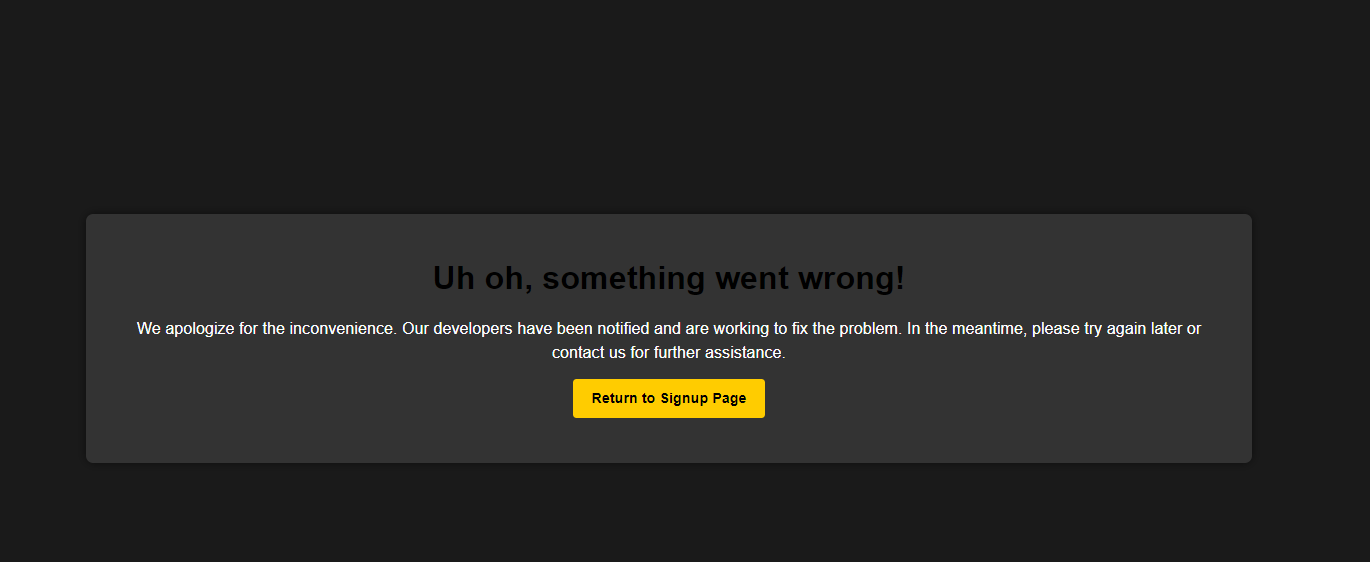 Uh oh, something went wrong!
We apologize for the inconvenience. Our developers have been notified and are working to fix the problem. In the meantime, please try again later or
contact us for further assistance.
Return to Signup Page